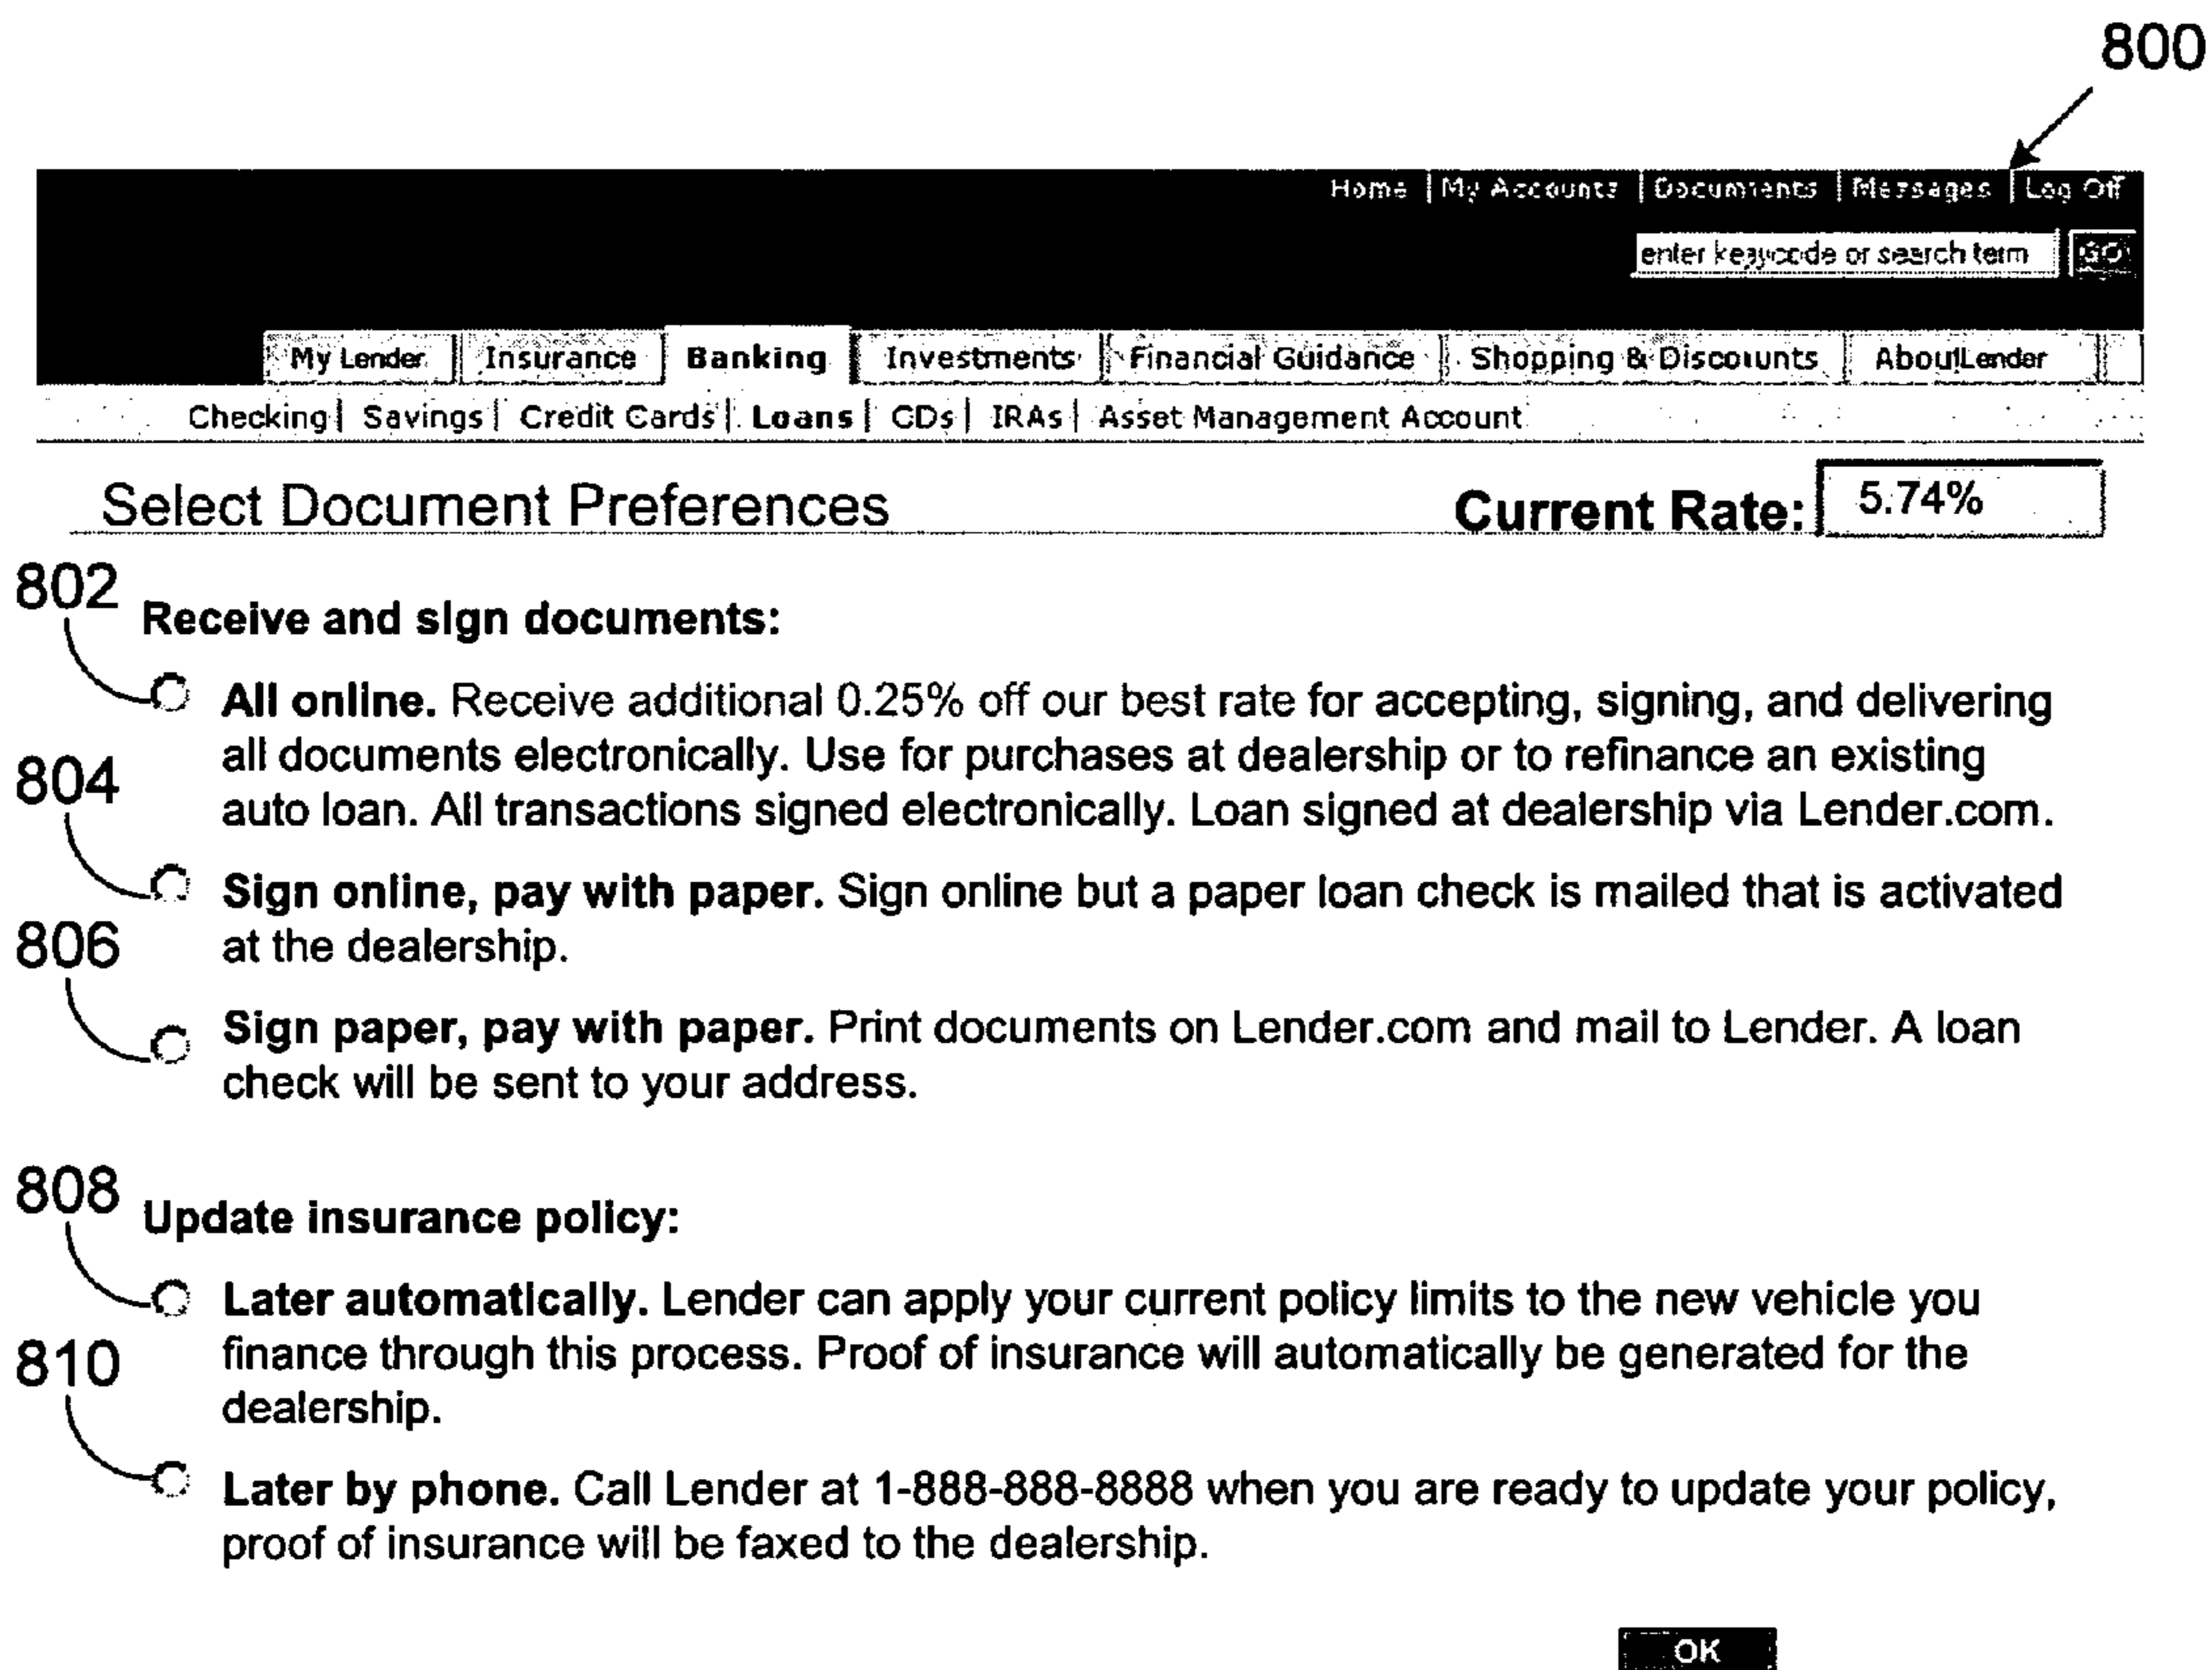 800
Home | My Accounts | Documents | Messages | Log Off
enter keaycode or search term GO
My Lender Insurance Banking Investments Financial Guidance Shopping & Discounts About Lender
Checking | Savings | Credit Cards | Loans | CDs | IRAs | Asset Management Account
Select Document Preferences Current Rate: 5.74%
802
Receive and sign documents:
All online. Receive additional 0.25% off our best rate for accepting, signing, and delivering
all documents electronically. Use for purchases at dealership or to refinance an existing
804
auto loan. All transactions signed electronically. Loan signed at dealership via Lender.com.
Sign online, pay with paper. Sign online but a paper loan check is mailed that is activated
806
at the dealership.
Sign paper, pay with paper. Print documents on Lender.com and mail to Lender. A loan
check will be sent to your address.
808
Update insurance policy:
Later automatically. Lender can apply your current policy limits to the new vehicle you
810
finance through this process. Proof of insurance will automatically be generated for the
dealership.
Later by phone. Call Lender at 1-888-888-8888 when you are ready to update your policy,
proof of insurance will be faxed to the dealership.
OK